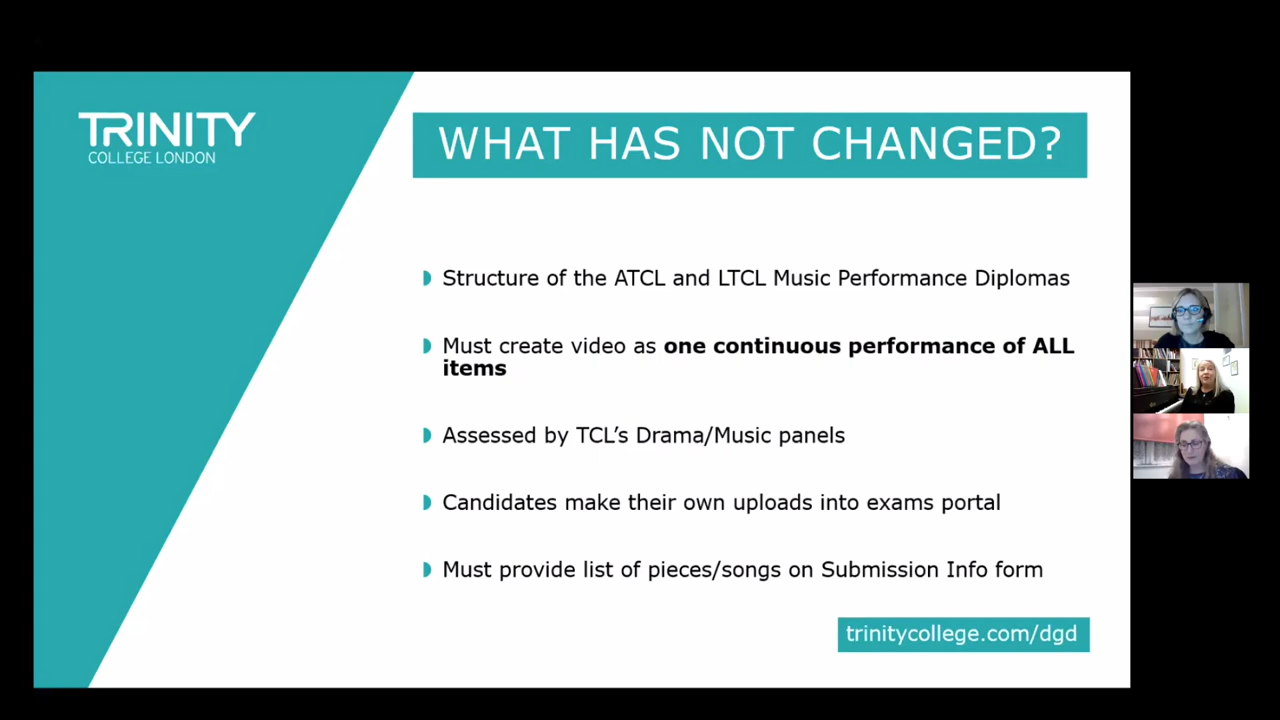 TRINITY
COLLEGE LONDON
WHAT HAS NOT CHANGED?
Structure of the ATCL and LTCL Music Performance Diplomas
Must create video as one continuous performance of ALL
items
Assessed by TCL’s Drama/Music panels
Candidates make their own uploads into exams portal
Must provide list of pieces/songs on Submission Info form
trinitycollege.com/dgd